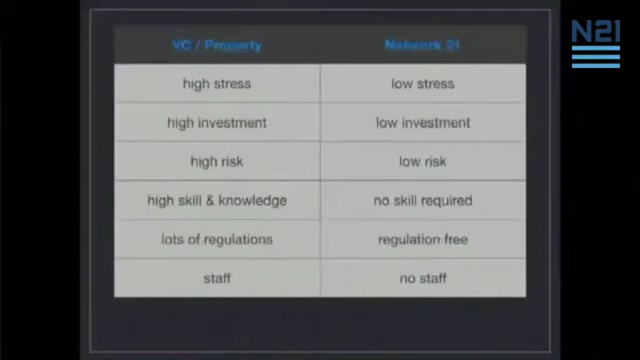 N21
VC / Property Network 21
high stress low stress
high investment low investment
high risk low risk
high skill & knowledge no skill required
lots of regulations regulation free
staff no staff